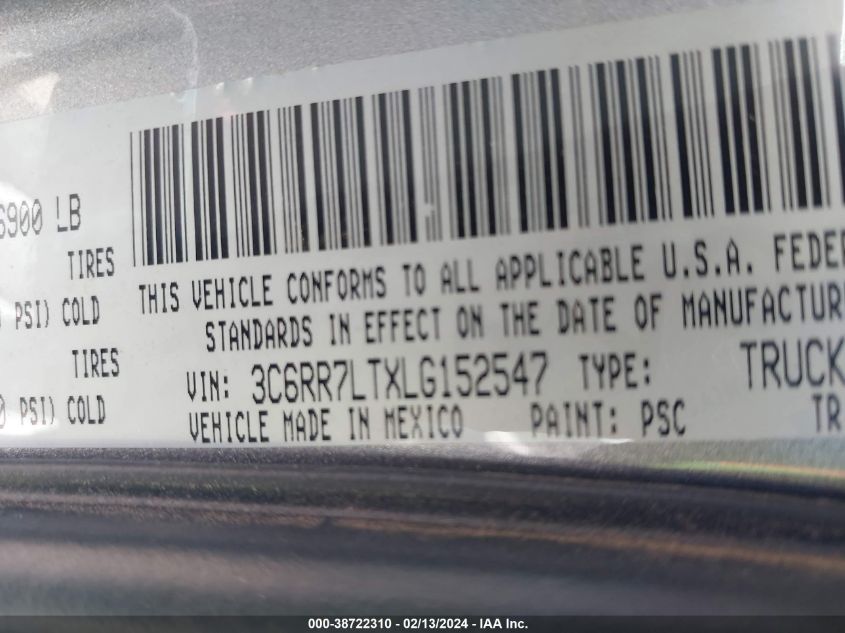 6900 LB
TIRES
PSI) COLD
TIRES
PSI) COLD
THIS VEHICLE CONFORMS TO ALL APPLICABLE U.S.A. FEDE
STANDARDS IN EFFECT ON THE DATE OF MANUFACTUR
VIN: 3C6RR7LTXLG152547 TYPE: TRUCK
VEHICLE MADE IN MEXICO PAINT: PSC TR
000-38722310 - 02/13/2024 - IAA Inc.